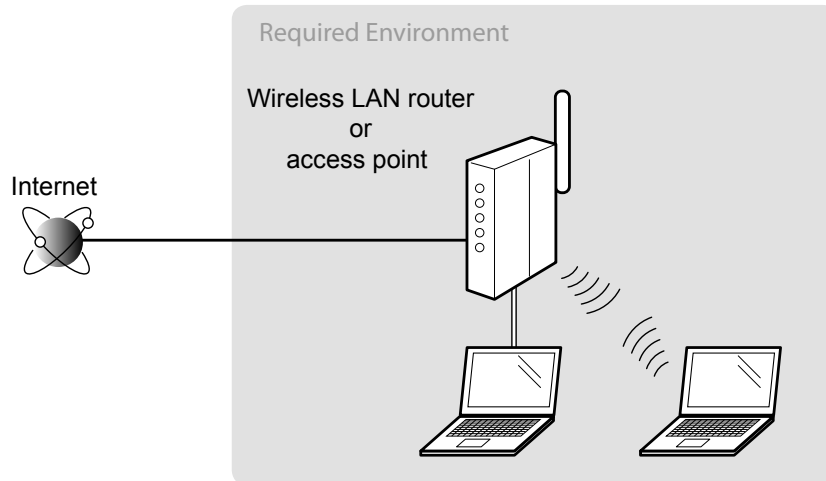 Required Environment
Wireless LAN router
or
access point
Internet